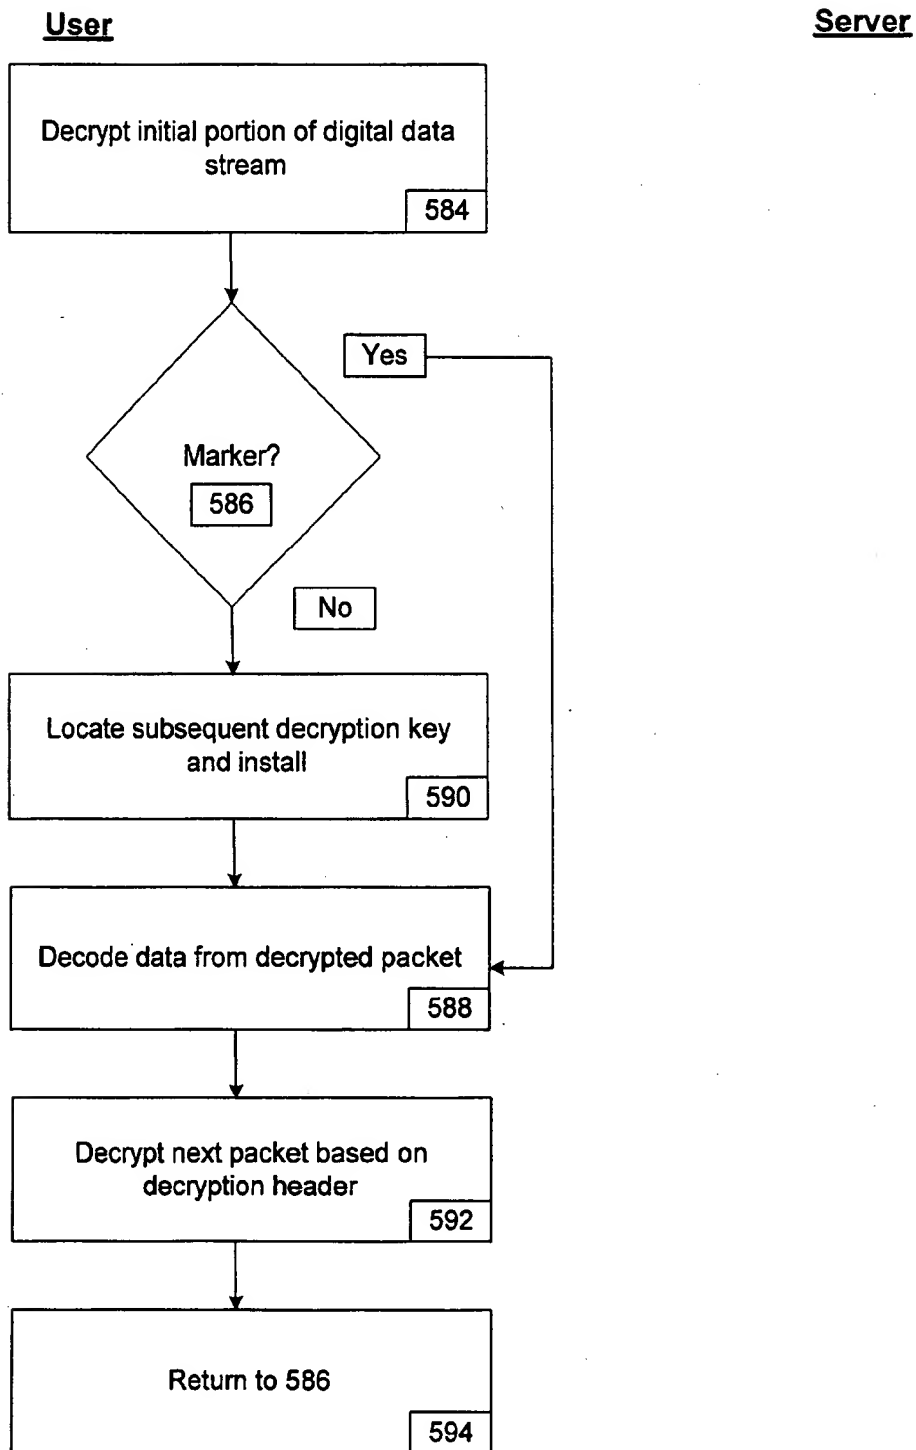 User
Server
Decrypt initial portion of digital data
stream
584
Yes
Marker?
586
No
Locate subsequent decryption key
and install
590
Decode data from decrypted packet
588
Decrypt next packet based on
decryption header
592
Return to 586
594